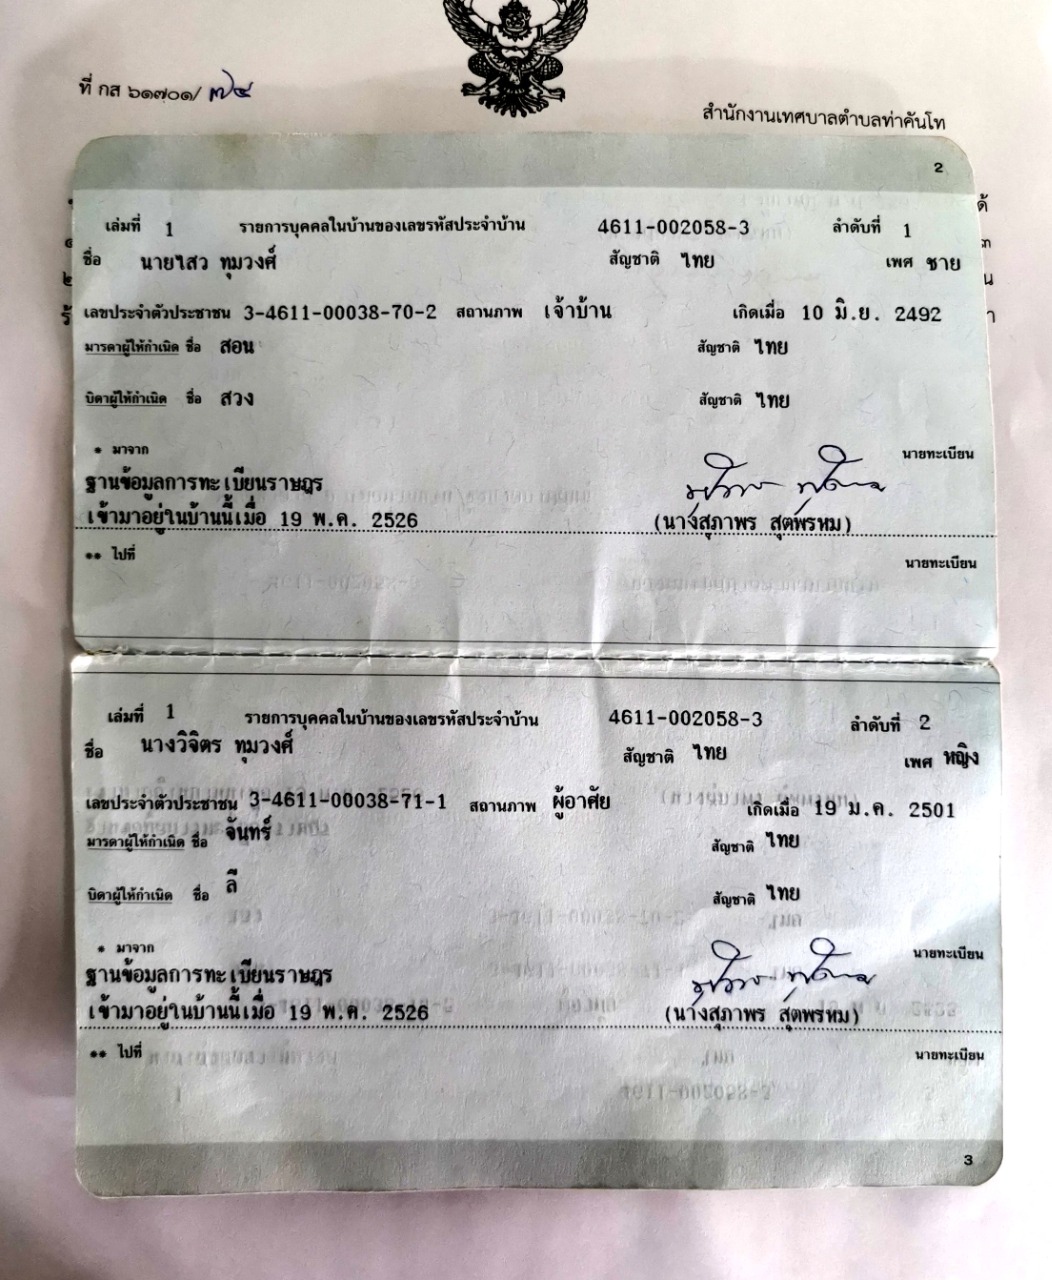 ที่ กส ๖๑๗๐๑/ ๗๕
สำนักงานเทศบาลตำบลท่าคันโท
2
เล่มที่ 1 รายการบุคคลในบ้านของเลขรหัสประจำบ้าน 4611-002058-3 ลำดับที่ 1
ชื่อ นายไสว ทุมวงศ์ สัญชาติ ไทย เพศ ชาย
เลขประจำตัวประชาชน 3-4611-00038-70-2 สถานภาพ เจ้าบ้าน เกิดเมื่อ 10 มิ.ย. 2492
มารดาผู้ให้กำเนิด ชื่อ สอน สัญชาติ ไทย
บิดาผู้ให้กำเนิด ชื่อ สวง สัญชาติ ไทย
* มาจาก นายทะเบียน
ฐานข้อมูลการทะเบียนราษฎร
เข้ามาอยู่ในบ้านนี้เมื่อ 19 พ.ค. 2526 (นางสุภาพร สุตพรหม)
** ไปที่ นายทะเบียน
เล่มที่ 1 รายการบุคคลในบ้านของเลขรหัสประจำบ้าน 4611-002058-3 ลำดับที่ 2
ชื่อ นางวิจิตร ทุมวงศ์ สัญชาติ ไทย เพศ หญิง
เลขประจำตัวประชาชน 3-4611-00038-71-1 สถานภาพ ผู้อาศัย เกิดเมื่อ 19 ม.ค. 2501
มารดาผู้ให้กำเนิด ชื่อ จันทร์ สัญชาติ ไทย
บิดาผู้ให้กำเนิด ชื่อ ลี สัญชาติ ไทย
* มาจาก นายทะเบียน
ฐานข้อมูลการทะเบียนราษฎร
เข้ามาอยู่ในบ้านนี้เมื่อ 19 พ.ค. 2526 (นางสุภาพร สุตพรหม)
** ไปที่ นายทะเบียน
3